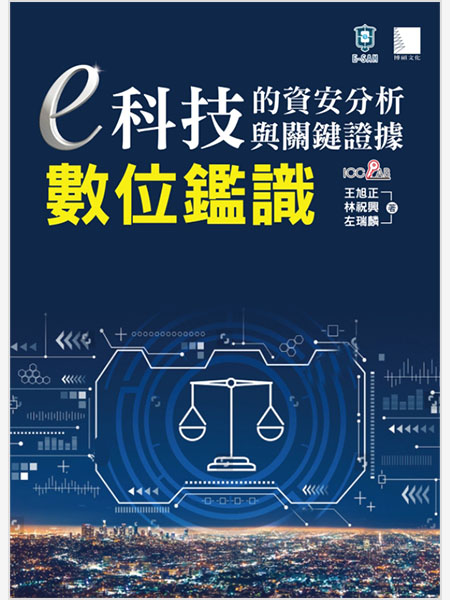 E-SAH
博碩文化
e科技的資安分析
與關鍵證據
數位鑑識
ICCPAR
王旭正
林祝興
左瑞麟
著